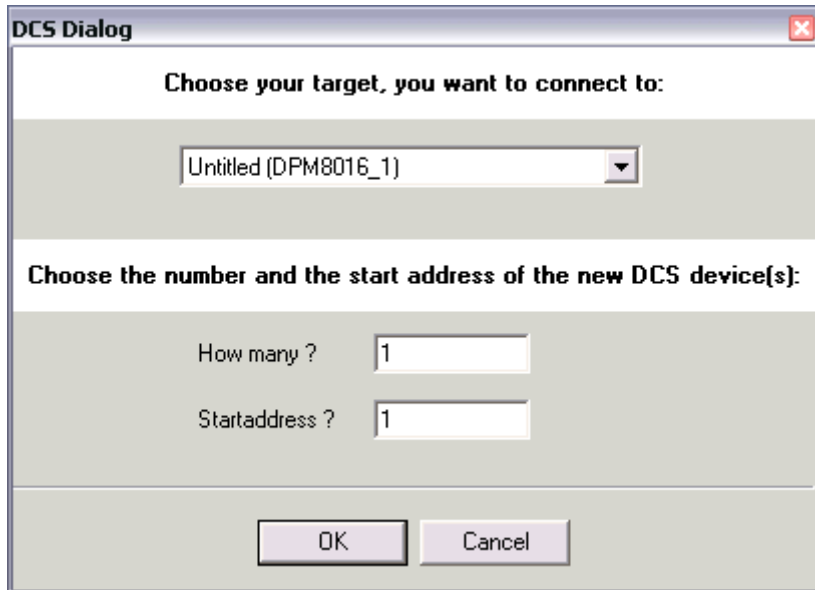 DCS Dialog
Choose your target, you want to connect to:
Untitled (DPM8016_1)
Choose the number and the start address of the new DCS device(s):
How many ? 1
Startaddress ? 1
OK Cancel